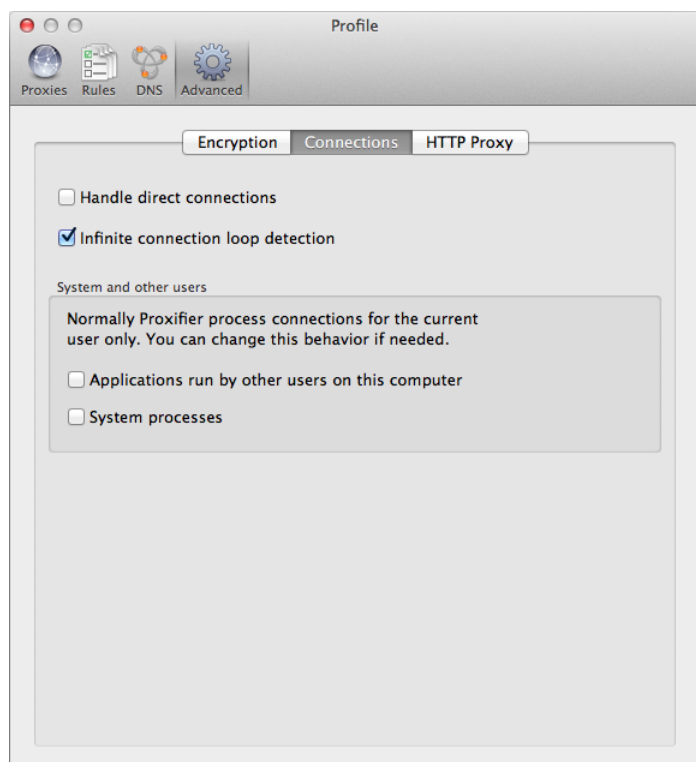 Profile
Proxies Rules DNS Advanced
Encryption Connections HTTP Proxy
Handle direct connections
Infinite connection loop detection
System and other users
Normally Proxifier process connections for the current
user only. You can change this behavior if needed.
Applications run by other users on this computer
System processes